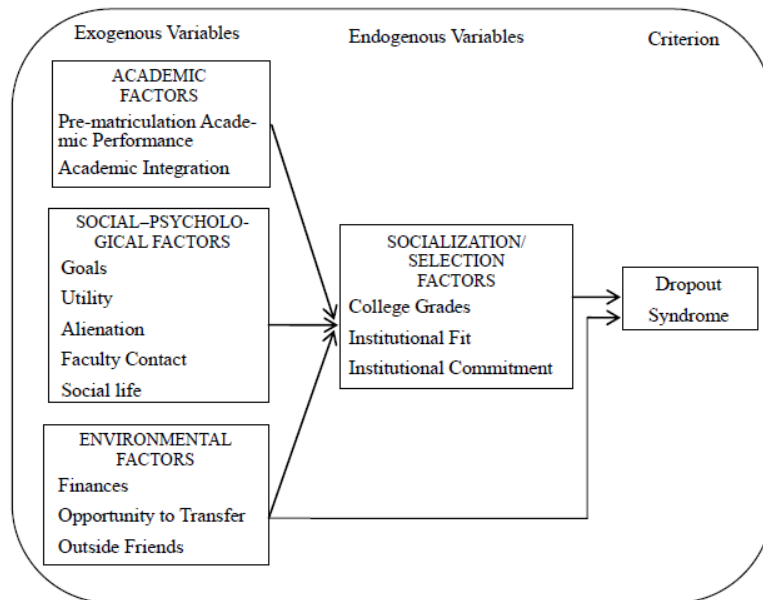 Exogenous Variables
Endogenous Variables
Criterion
ACADEMIC
FACTORS
Pre-matriculation Acade-
mic Performance
Academic Integration
SOCIAL–PSYCHOLO-
GICAL FACTORS
Goals
Utility
Alienation
Faculty Contact
Social life
ENVIRONMENTAL
FACTORS
Finances
Opportunity to Transfer
Outside Friends
SOCIALIZATION/
SELECTION
FACTORS
College Grades
Institutional Fit
Institutional Commitment
Dropout
Syndrome